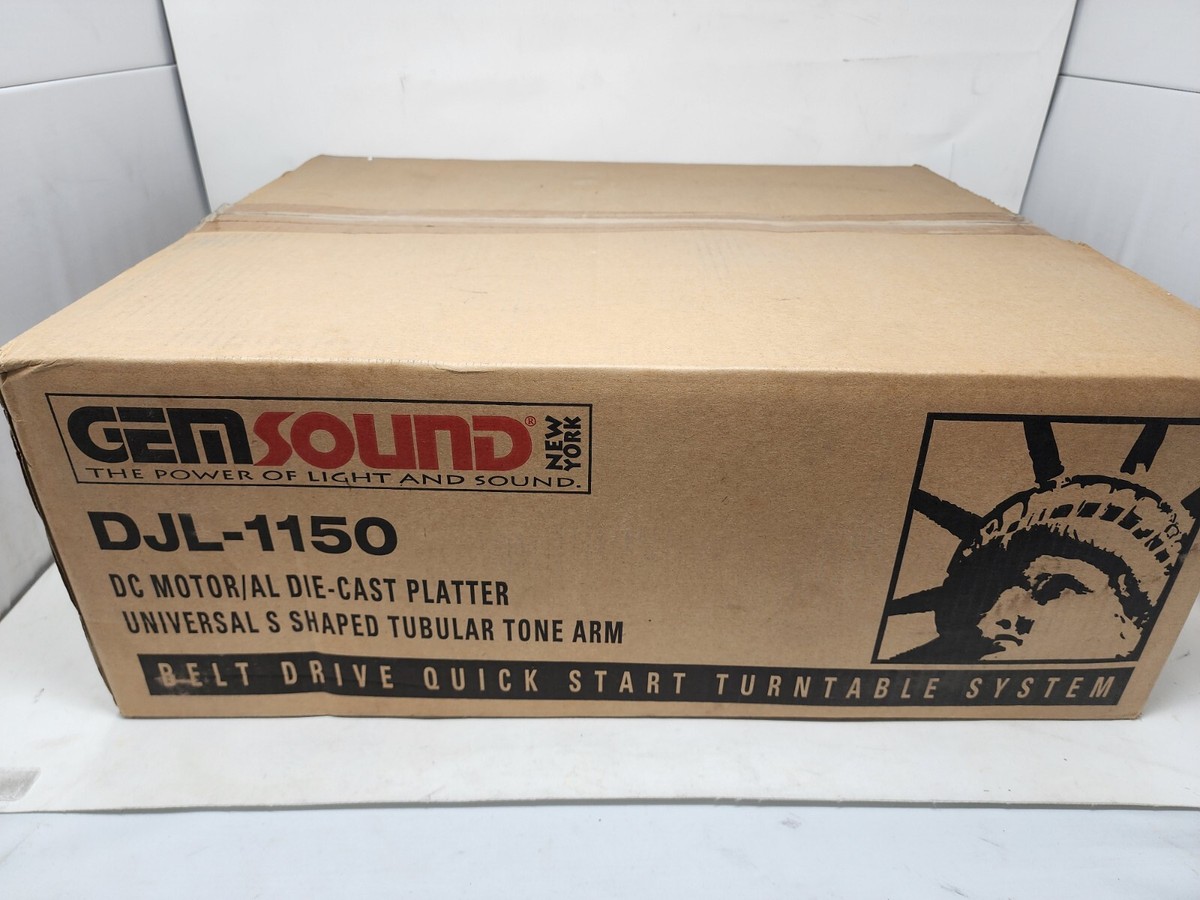 GEMSOUND® NEW YORK
THE POWER OF LIGHT AND SOUND.
DJL-1150
DC MOTOR/AL DIE-CAST PLATTER
UNIVERSAL S SHAPED TUBULAR TONE ARM
BELT DRIVE QUICK START TURNTABLE SYSTEM